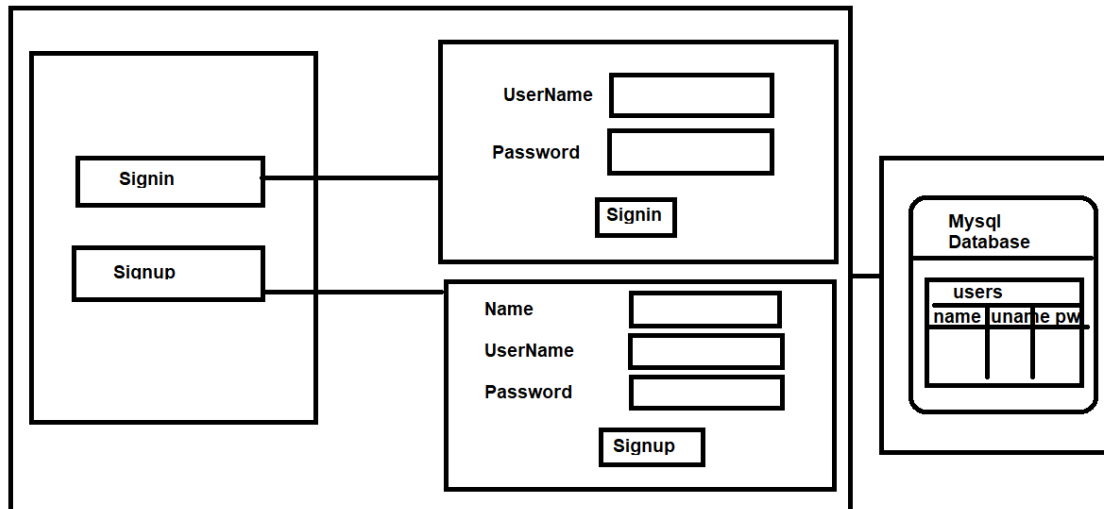 Signin
Signup
UserName
Password
Signin
Name
UserName
Password
Signup
Mysql
Database
users
name uname pw